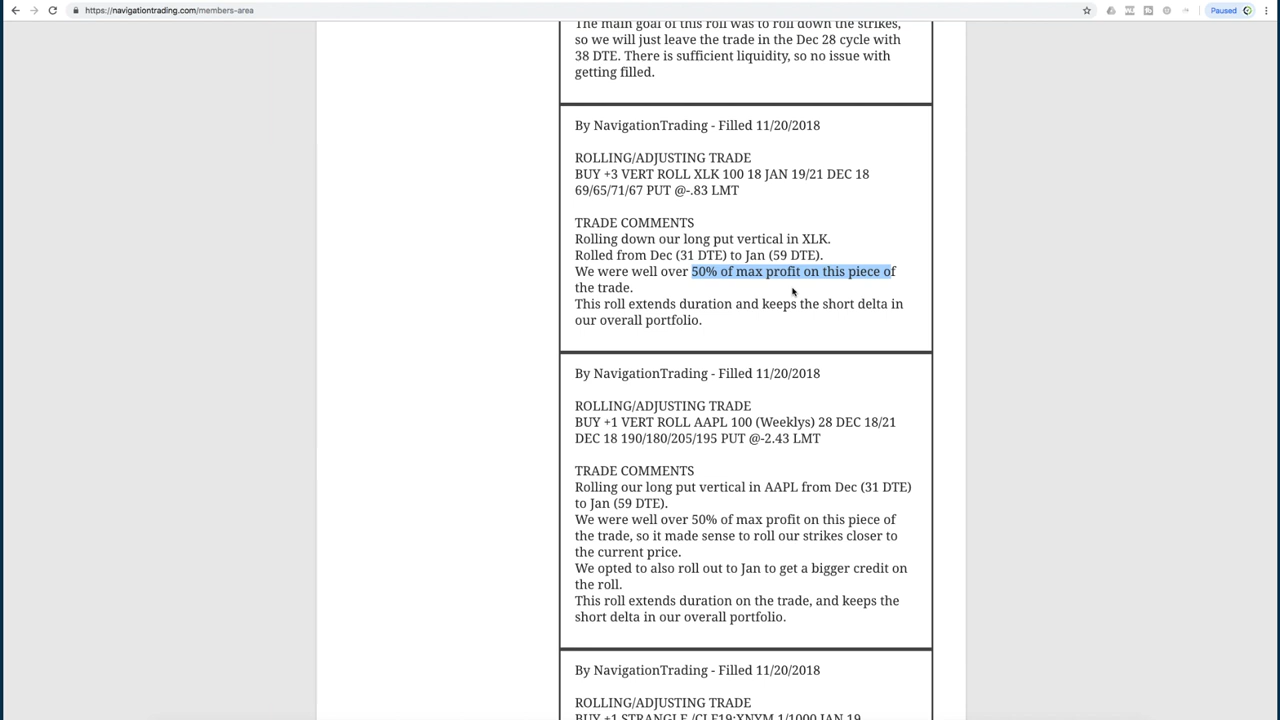 https://navigationtrading.com/members-area
Paused
The main goal of this roll was to roll down the strikes,
so we will just leave the trade in the Dec 28 cycle with
38 DTE. There is sufficient liquidity, so no issue with
getting filled.
By NavigationTrading - Filled 11/20/2018
ROLLING/ADJUSTING TRADE
BUY +3 VERT ROLL XLK 100 18 JAN 19/21 DEC 18
69/65/71/67 PUT @-.83 LMT
TRADE COMMENTS
Rolling down our long put vertical in XLK.
Rolled from Dec (31 DTE) to Jan (59 DTE).
We were well over 50% of max profit on this piece of
the trade.
This roll extends duration and keeps the short delta in
our overall portfolio.
By NavigationTrading - Filled 11/20/2018
ROLLING/ADJUSTING TRADE
BUY +1 VERT ROLL AAPL 100 (Weeklys) 28 DEC 18/21
DEC 18 190/180/205/195 PUT @-2.43 LMT
TRADE COMMENTS
Rolling our long put vertical in AAPL from Dec (31 DTE)
to Jan (59 DTE).
We were well over 50% of max profit on this piece of
the trade, so it made sense to roll our strikes closer to
the current price.
We opted to also roll out to Jan to get a bigger credit on
the roll.
This roll extends duration on the trade, and keeps the
short delta in our overall portfolio.
By NavigationTrading - Filled 11/20/2018
ROLLING/ADJUSTING TRADE
BUY +1 STRANGLE /CLF19:XNYM 1/1000 JAN 19